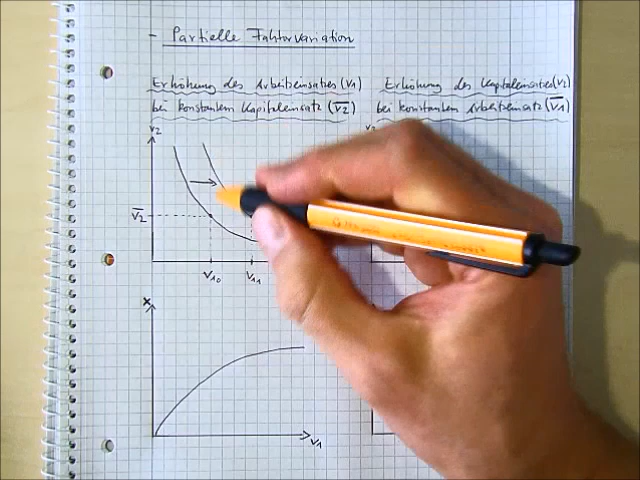 - Partielle Faktorvariation
Erhöhung des Arbeitseinsatzes (v1)
bei konstantem Kapitaleinsatz (v̅2)
Erhöhung des Kapitaleinsatzes (v2)
bei konstantem Arbeitseinsatz (v̅1)
v2
v̅2
v10 v11
x
v1